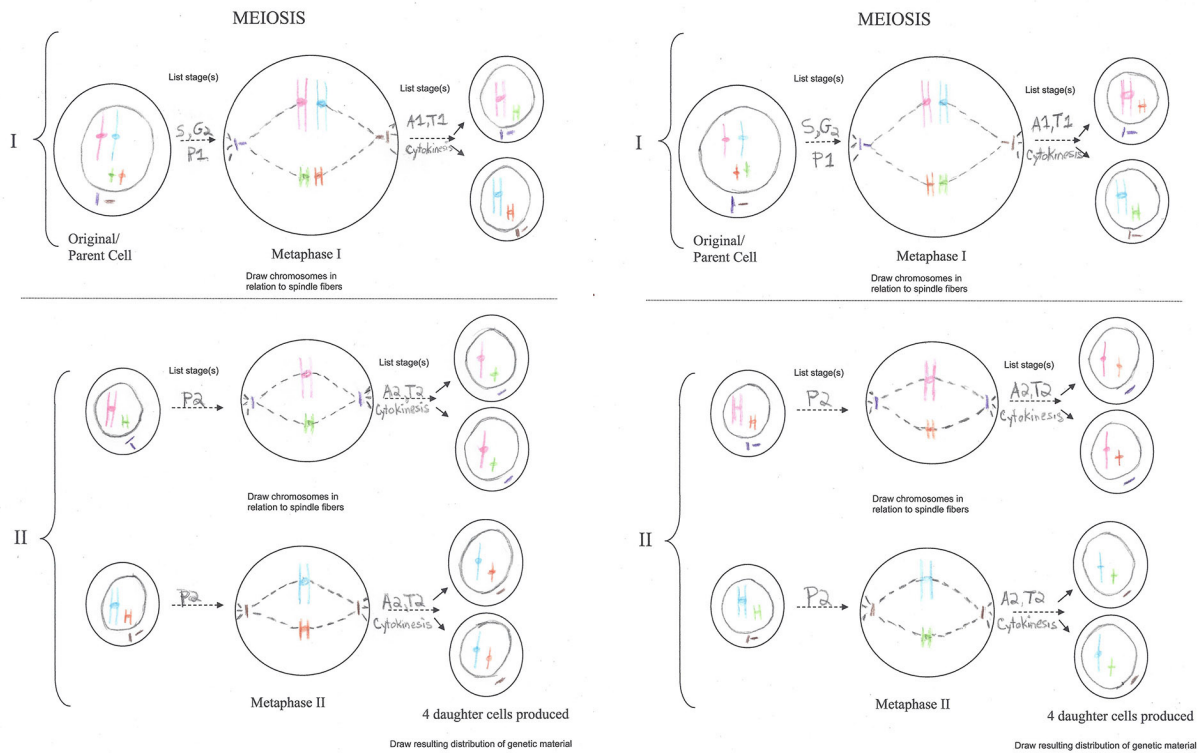 MEIOSIS
I
List stage(s)
List stage(s)
S, G2
P1
A1, T1
Cytokinesis
Original/
Parent Cell
Metaphase I
Draw chromosomes in
relation to spindle fibers
II
List stage(s)
List stage(s)
P2
A2, T2
Cytokinesis
Draw chromosomes in
relation to spindle fibers
P2
A2, T2
Cytokinesis
Metaphase II
4 daughter cells produced
Draw resulting distribution of genetic material
MEIOSIS
I
List stage(s)
List stage(s)
S, G2
P1
A1, T1
Cytokinesis
Original/
Parent Cell
Metaphase I
Draw chromosomes in
relation to spindle fibers
II
List stage(s)
List stage(s)
P2
A2, T2
Cytokinesis
Draw chromosomes in
relation to spindle fibers
P2
A2, T2
Cytokinesis
Metaphase II
4 daughter cells produced
Draw resulting distribution of genetic material